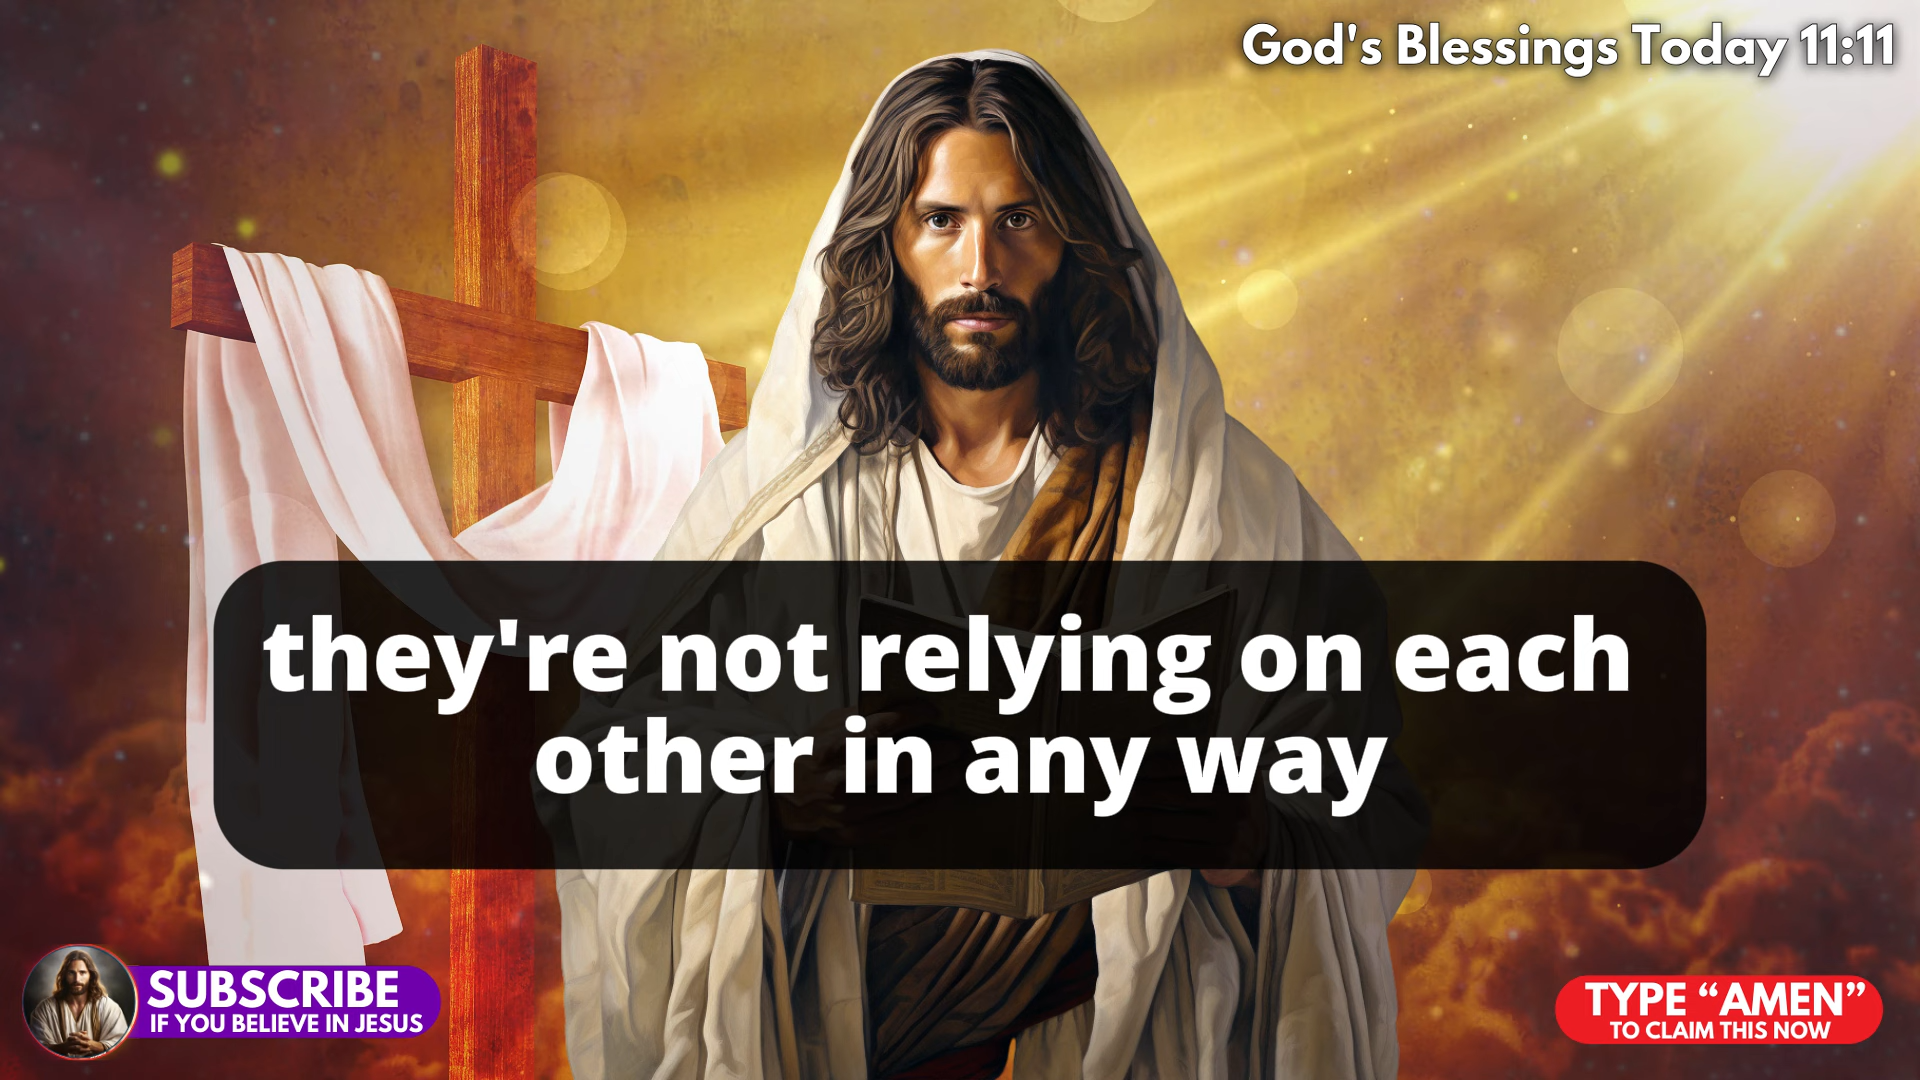 God's Blessings Today 11:11
they're not relying on each
other in any way
SUBSCRIBE
IF YOU BELIEVE IN JESUS
TYPE “AMEN”
TO CLAIM THIS NOW